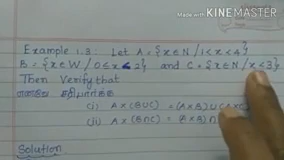 Made With
KINEMASTER
Example 1.3: Let A = {x∈N / 1<x<4}
B = {x∈W / 0≤x<2} and C = {x∈N / x<3}
Then Verify that
(i) A×(B∪C) = (A×B)∪(A×C)
(ii) A×(B∩C) = (A×B)∩
Solution